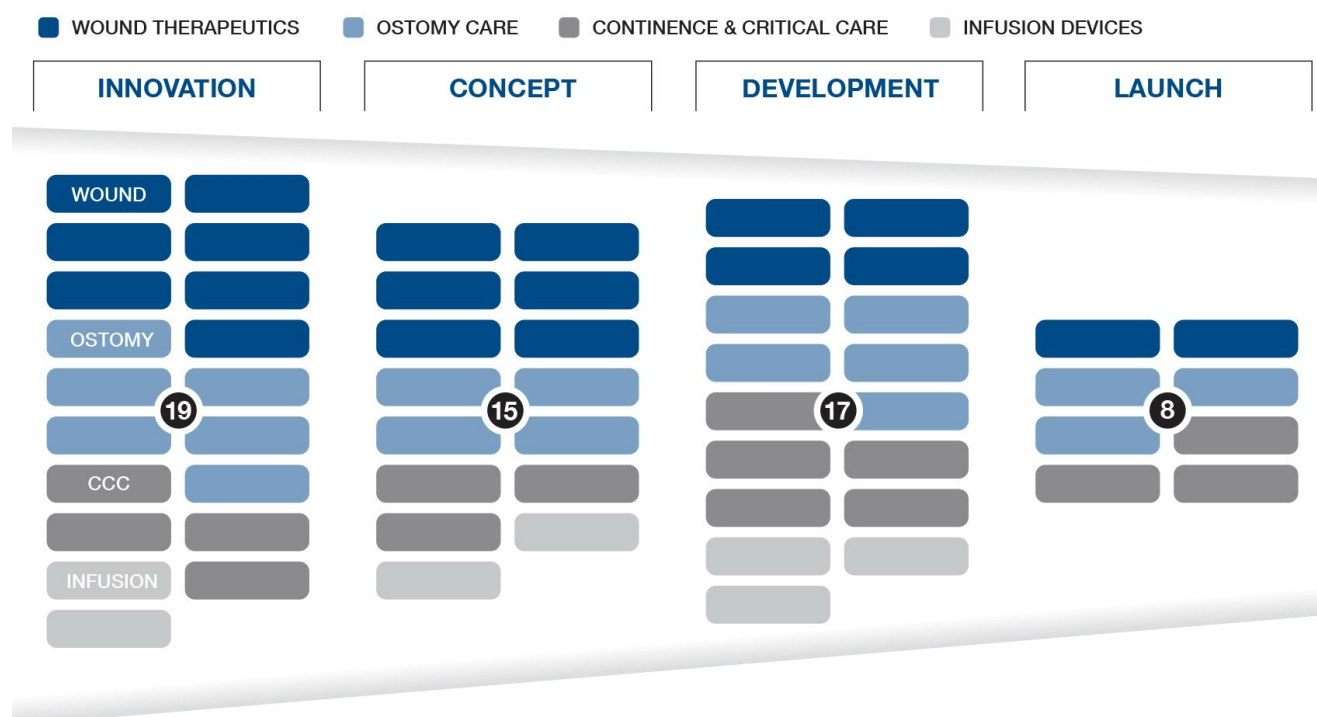 WOUND THERAPEUTICS OSTOMY CARE CONTINENCE & CRITICAL CARE INFUSION DEVICES
INNOVATION CONCEPT DEVELOPMENT LAUNCH
WOUND
OSTOMY
19 15 17 8
CCC
INFUSION